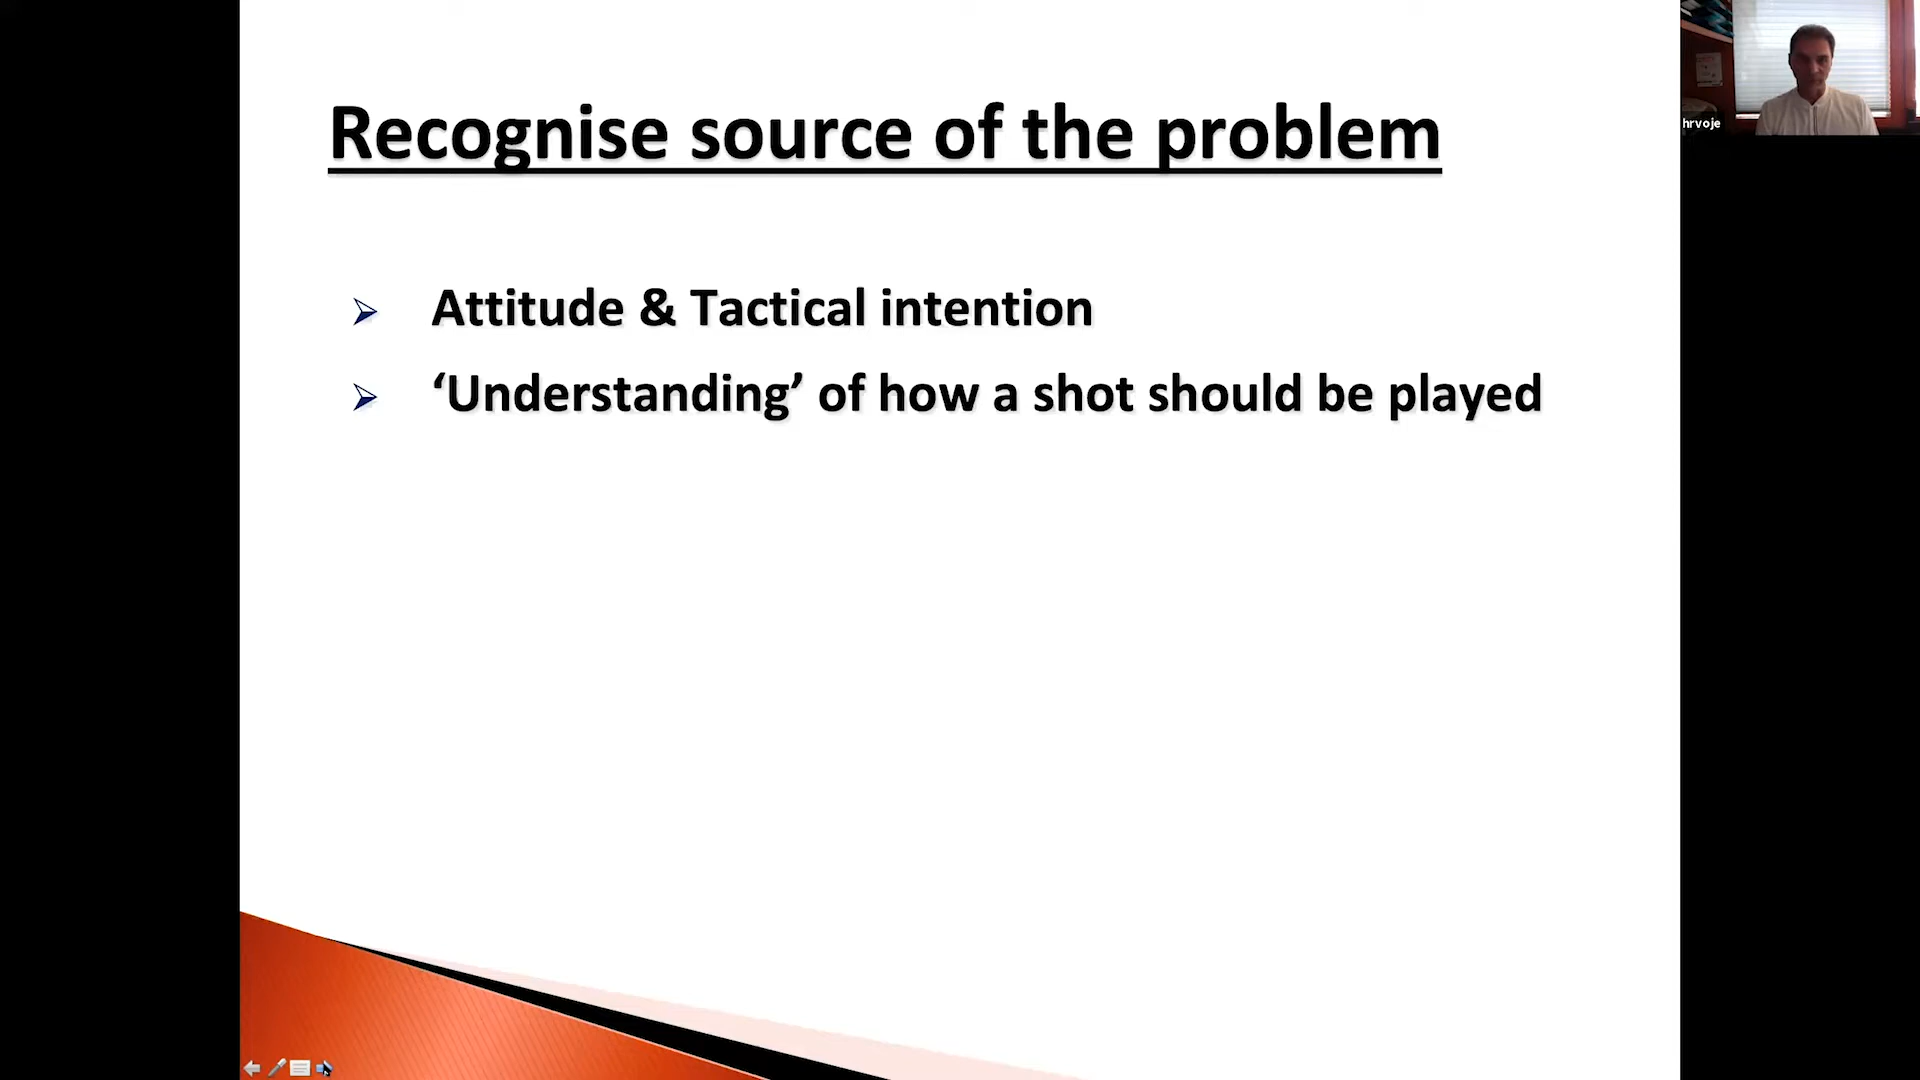 Recognise source of the problem
Attitude & Tactical intention
‘Understanding’ of how a shot should be played
hrvoje